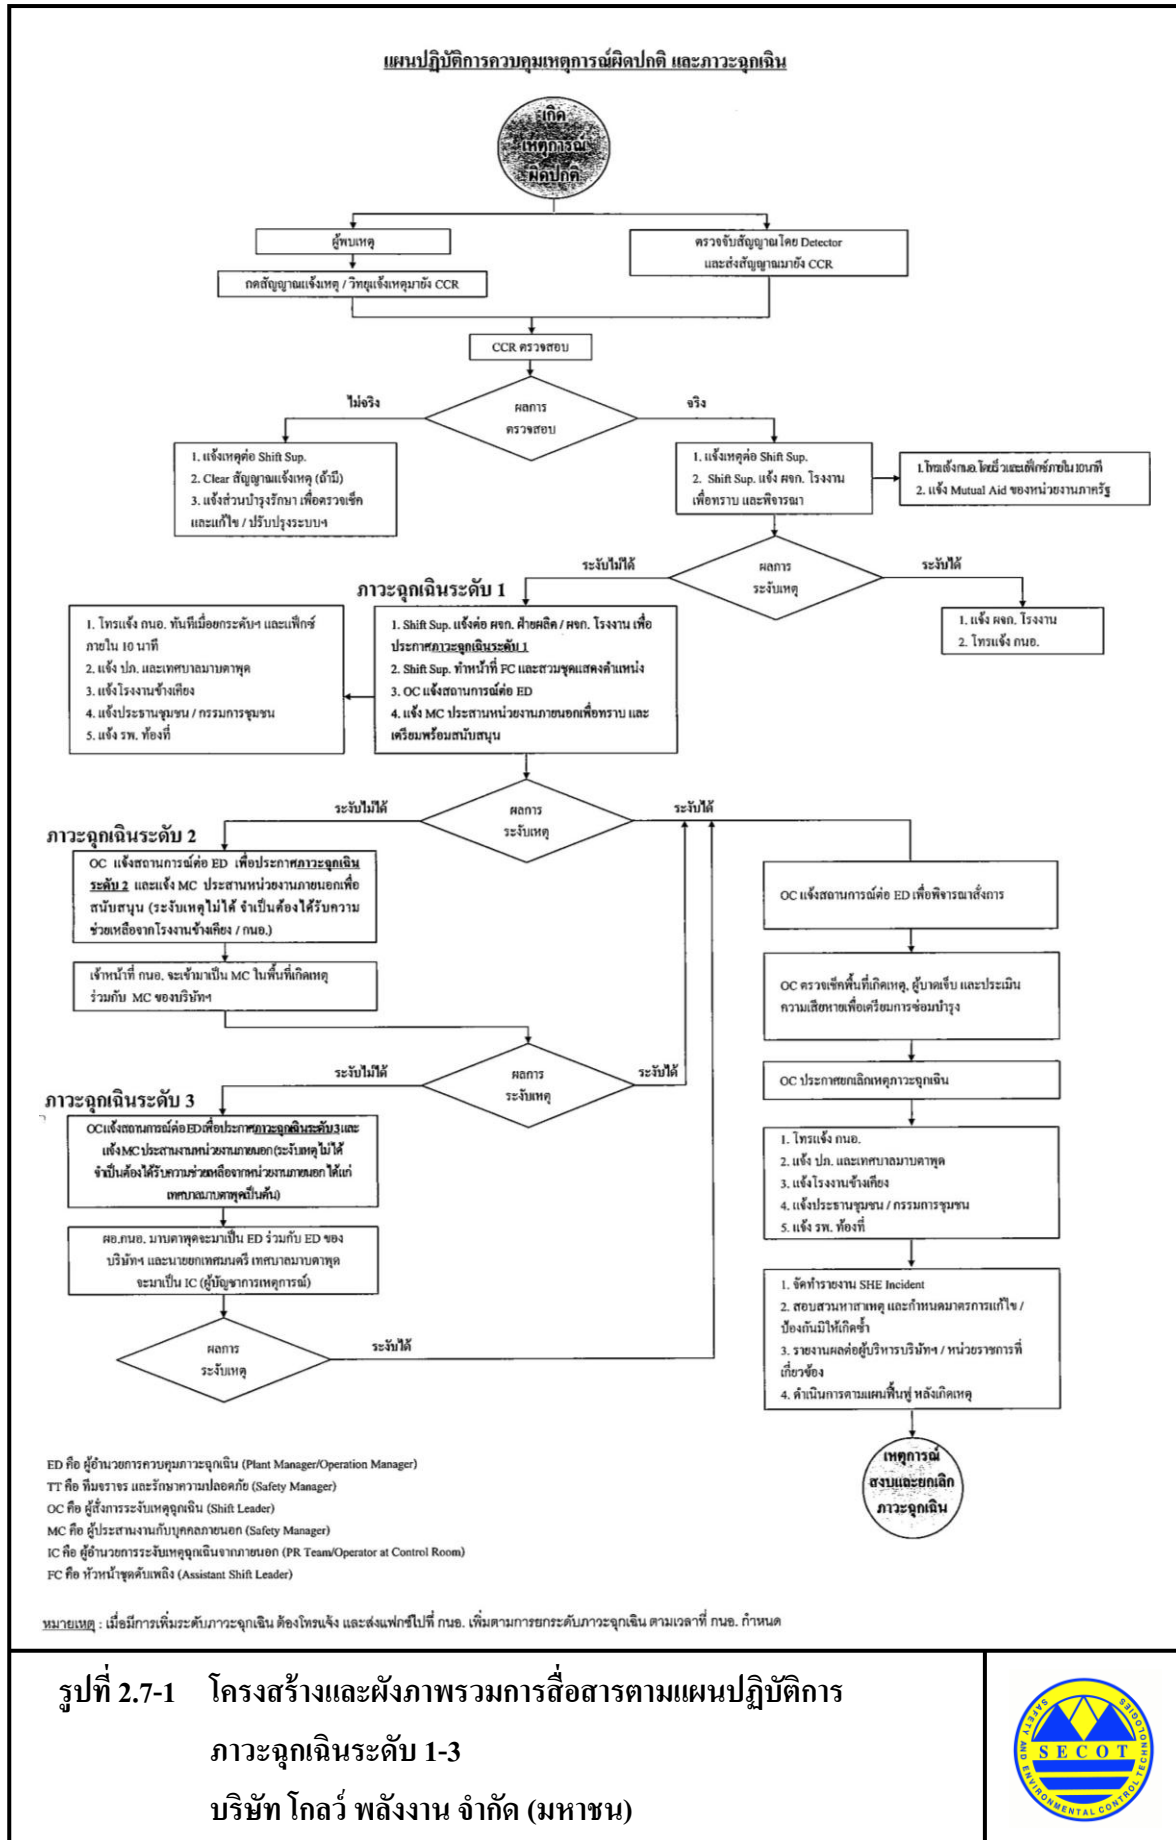 แผนปฏิบัติการควบคุมเหตุการณ์ผิดปกติ และภาวะฉุกเฉิน
เกิด
เหตุการณ์
ผิดปกติ
ผู้พบเหตุ
กดสัญญาณแจ้งเหตุ / วิทยุแจ้งเหตุมายัง CCR
ตรวจจับสัญญาณโดย Detector
และส่งสัญญาณมายัง CCR
CCR ตรวจสอบ
ผลการ
ตรวจสอบ
ไม่จริง
จริง
1. แจ้งเหตุต่อ Shift Sup.
2. Clear สัญญาณแจ้งเหตุ (ถ้ามี)
3. แจ้งส่วนบำรุงรักษา เพื่อตรวจเช็ค
และแก้ไข / ปรับปรุงระบบฯ
1. แจ้งเหตุต่อ Shift Sup.
2. Shift Sup. แจ้ง ผจก. โรงงาน
เพื่อทราบ และพิจารณา
1. โทรแจ้งกนอ. โดยเร็วและแฟ็กซ์ภายใน 10 นาที
2. แจ้ง Mutual Aid ของหน่วยงานภาครัฐ
ผลการ
ระงับเหตุ
ระงับไม่ได้
ระงับได้
1. แจ้ง ผจก. โรงงาน
2. โทรแจ้ง กนอ.
ภาวะฉุกเฉินระดับ 1
1. Shift Sup. แจ้งต่อ ผจก. ฝ่ายผลิต / ผจก. โรงงาน เพื่อ
ประกาศภาวะฉุกเฉินระดับ 1
2. Shift Sup. ทำหน้าที่ FC และสวมชุดแสดงตำแหน่ง
3. OC แจ้งสถานการณ์ต่อ ED
4. แจ้ง MC ประสานหน่วยงานภายนอกเพื่อทราบ และ
เตรียมพร้อมสนับสนุน
1. โทรแจ้ง กนอ. ทันทีเมื่อยกระดับฯ และแฟ็กซ์
ภายใน 10 นาที
2. แจ้ง ปภ. และเทศบาลมาบตาพุด
3. แจ้งโรงงานข้างเคียง
4. แจ้งประธานชุมชน / กรรมการชุมชน
5. แจ้ง รพ. ท้องที่
ผลการ
ระงับเหตุ
ระงับไม่ได้
ระงับได้
ภาวะฉุกเฉินระดับ 2
OC แจ้งสถานการณ์ต่อ ED เพื่อประกาศภาวะฉุกเฉิน
ระดับ 2 และแจ้ง MC ประสานหน่วยงานภายนอกเพื่อ
สนับสนุน (ระงับเหตุไม่ได้ จำเป็นต้องได้รับความ
ช่วยเหลือจากโรงงานข้างเคียง / กนอ.)
เจ้าหน้าที่ กนอ. จะเข้ามาเป็น MC ในพื้นที่เกิดเหตุ
ร่วมกับ MC ของบริษัทฯ
ผลการ
ระงับเหตุ
ระงับไม่ได้
ระงับได้
ภาวะฉุกเฉินระดับ 3
OC แจ้งสถานการณ์ต่อ ED เพื่อประกาศภาวะฉุกเฉินระดับ 3 และ
แจ้ง MC ประสานงานหน่วยงานภายนอก (ระงับเหตุไม่ได้
จำเป็นต้องได้รับความช่วยเหลือจากหน่วยงานภายนอก ได้แก่
เทศบาลมาบตาพุดเป็นต้น)
ผอ.กนอ. มาบตาพุดจะมาเป็น ED ร่วมกับ ED ของ
บริษัทฯ และนายยกเทศมนตรี เทศบาลมาบตาพุด
จะมาเป็น IC (ผู้บัญชาการเหตุการณ์)
ผลการ
ระงับเหตุ
ระงับได้
OC แจ้งสถานการณ์ต่อ ED เพื่อพิจารณาสั่งการ
OC ตรวจเช็คพื้นที่เกิดเหตุ, ผู้บาดเจ็บ และประเมิน
ความเสียหายเพื่อเตรียมการซ่อมบำรุง
OC ประกาศยกเลิกเหตุภาวะฉุกเฉิน
1. โทรแจ้ง กนอ.
2. แจ้ง ปภ. และเทศบาลมาบตาพุด
3. แจ้งโรงงานข้างเคียง
4. แจ้งประธานชุมชน / กรรมการชุมชน
5. แจ้ง รพ. ท้องที่
1. จัดทำรายงาน SHE Incident
2. สอบสวนหาสาเหตุ และกำหนดมาตรการแก้ไข /
ป้องกันมิให้เกิดซ้ำ
3. รายงานผลต่อผู้บริหารบริษัทฯ / หน่วยราชการที่
เกี่ยวข้อง
4. ดำเนินการตามแผนฟื้นฟู หลังเกิดเหตุ
เหตุการณ์
สงบและยกเลิก
ภาวะฉุกเฉิน
ED คือ ผู้อำนวยการควบคุมภาวะฉุกเฉิน (Plant Manager/Operation Manager)
TT คือ ทีมจราจร และรักษาความปลอดภัย (Safety Manager)
OC คือ ผู้สั่งการระงับเหตุฉุกเฉิน (Shift Leader)
MC คือ ผู้ประสานงานกับบุคคลภายนอก (Safety Manager)
IC คือ ผู้อำนวยการระงับเหตุฉุกเฉินจากภายนอก (PR Team/Operator at Control Room)
FC คือ หัวหน้าชุดดับเพลิง (Assistant Shift Leader)
หมายเหตุ : เมื่อมีการเพิ่มระดับภาวะฉุกเฉิน ต้องโทรแจ้ง และส่งแฟกซ์ไปที่ กนอ. เพิ่มตามการยกระดับภาวะฉุกเฉิน ตามเวลาที่ กนอ. กำหนด
รูปที่ 2.7-1 โครงสร้างและผังภาพรวมการสื่อสารตามแผนปฏิบัติการ
ภาวะฉุกเฉินระดับ 1-3
บริษัท โกลว์ พลังงาน จำกัด (มหาชน)
SAFETY AND ENVIRONMENTAL CONTROL TECHNOLOGIES
SECOT